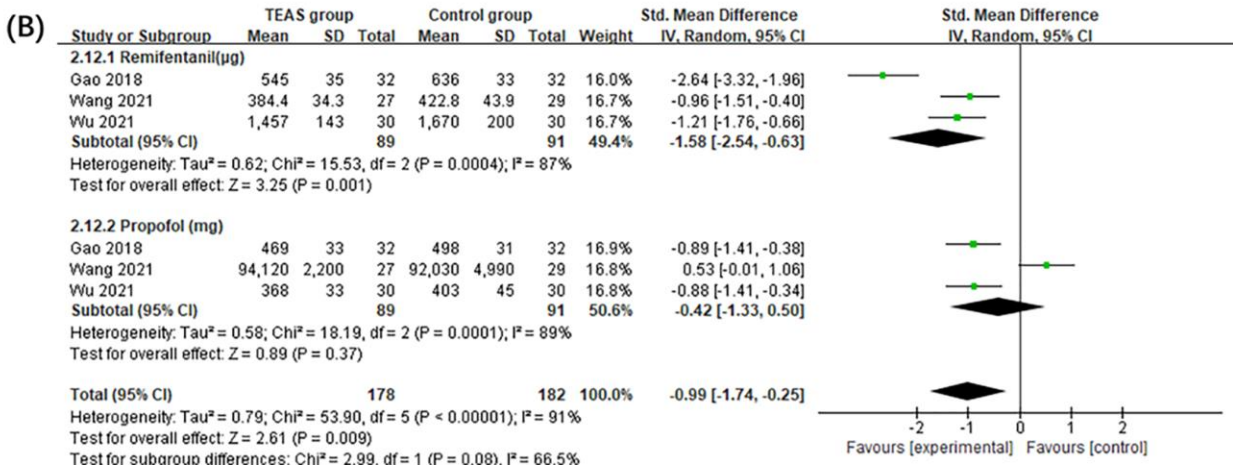 (B)
TEAS group Control group Std. Mean Difference Std. Mean Difference
Study or Subgroup Mean SD Total Mean SD Total Weight IV, Random, 95% CI IV, Random, 95% CI
2.12.1 Remifentanil(μg)
Gao 2018 545 35 32 636 33 32 16.0% -2.64 [-3.32, -1.96]
Wang 2021 384.4 34.3 27 422.8 43.9 29 16.7% -0.96 [-1.51, -0.40]
Wu 2021 1,457 143 30 1,670 200 30 16.7% -1.21 [-1.76, -0.66]
Subtotal (95% CI) 89 91 49.4% -1.58 [-2.54, -0.63]
Heterogeneity: Tau² = 0.62; Chi² = 15.53, df = 2 (P = 0.0004); I² = 87%
Test for overall effect: Z = 3.25 (P = 0.001)
2.12.2 Propofol (mg)
Gao 2018 469 33 32 498 31 32 16.9% -0.89 [-1.41, -0.38]
Wang 2021 94,120 2,200 27 92,030 4,990 29 16.8% 0.53 [-0.01, 1.06]
Wu 2021 368 33 30 403 45 30 16.8% -0.88 [-1.41, -0.34]
Subtotal (95% CI) 89 91 50.6% -0.42 [-1.33, 0.50]
Heterogeneity: Tau² = 0.58; Chi² = 18.19, df = 2 (P = 0.0001); I² = 89%
Test for overall effect: Z = 0.89 (P = 0.37)
Total (95% CI) 178 182 100.0% -0.99 [-1.74, -0.25]
Heterogeneity: Tau² = 0.79; Chi² = 53.90, df = 5 (P < 0.00001); I² = 91%
Test for overall effect: Z = 2.61 (P = 0.009)
Test for subgroup differences: Chi² = 2.99, df = 1 (P = 0.08), I² = 66.5%
-2 -1 0 1 2
Favours [experimental] Favours [control]